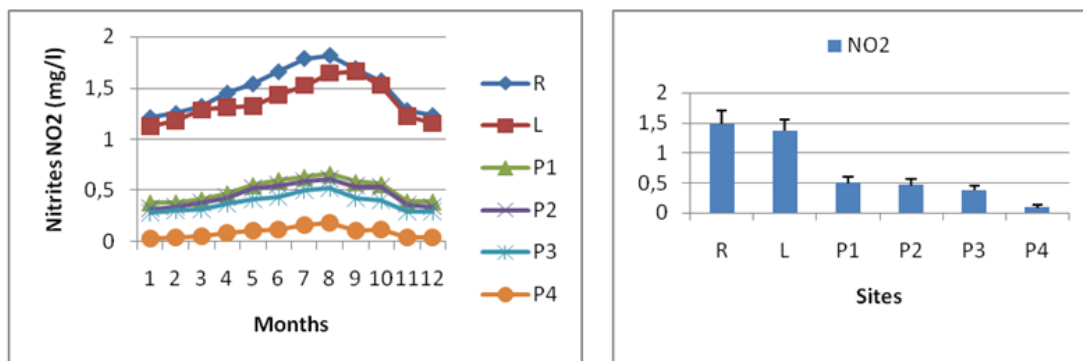 Nitrites NO2 (mg/l)
2
1,5
1
0,5
0
1 2 3 4 5 6 7 8 9 10 11 12
Months
R
L
P1
P2
P3
P4
NO2
2
1,5
1
0,5
0
R L P1 P2 P3 P4
Sites